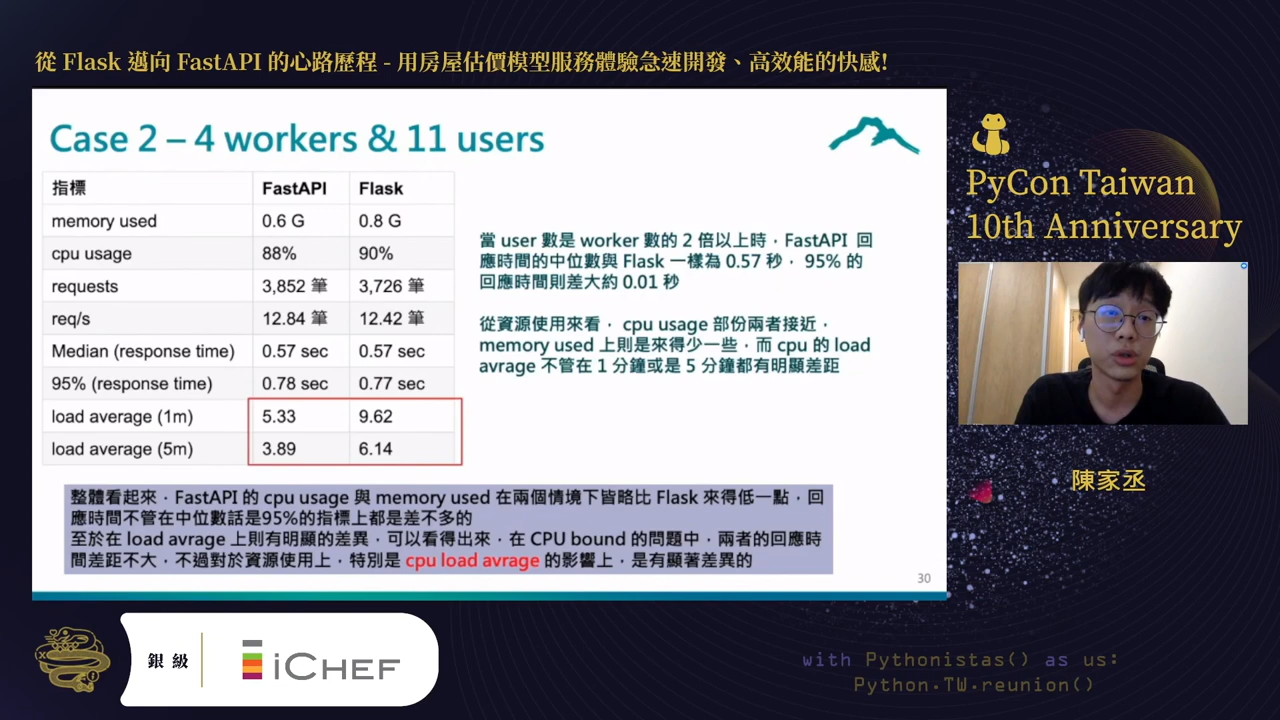 從 Flask 邁向 FastAPI 的心路歷程 - 用房屋估價模型服務體驗急速開發、高效能的快感!
Case 2 – 4 workers & 11 users
指標 FastAPI Flask
memory used 0.6 G 0.8 G
cpu usage 88% 90%
requests 3,852 筆 3,726 筆
req/s 12.84 筆 12.42 筆
Median (response time) 0.57 sec 0.57 sec
95% (response time) 0.78 sec 0.77 sec
load average (1m) 5.33 9.62
load average (5m) 3.89 6.14
當 user 數是 worker 數的 2 倍以上時，FastAPI 回
應時間的中位數與 Flask 一樣為 0.57 秒， 95% 的
回應時間則差大約 0.01 秒
從資源使用來看， cpu usage 部份兩者接近，
memory used 上則是來得少一些，而 cpu 的 load
avrage 不管在 1 分鐘或是 5 分鐘都有明顯差距
整體看起來，FastAPI 的 cpu usage 與 memory used 在兩個情境下皆略比 Flask 來得低一點，回
應時間不管在中位數話是95%的指標上都是差不多的
至於在 load avrage 上則有明顯的差異，可以看得出來，在 CPU bound 的問題中，兩者的回應時
間差距不大，不過對於資源使用上，特別是 cpu load avrage 的影響上，是有顯著差異的
30
PyCon Taiwan
10th Anniversary
陳家丞
銀級
iCHEF
with Pythonistas() as us:
Python.TW.reunion()